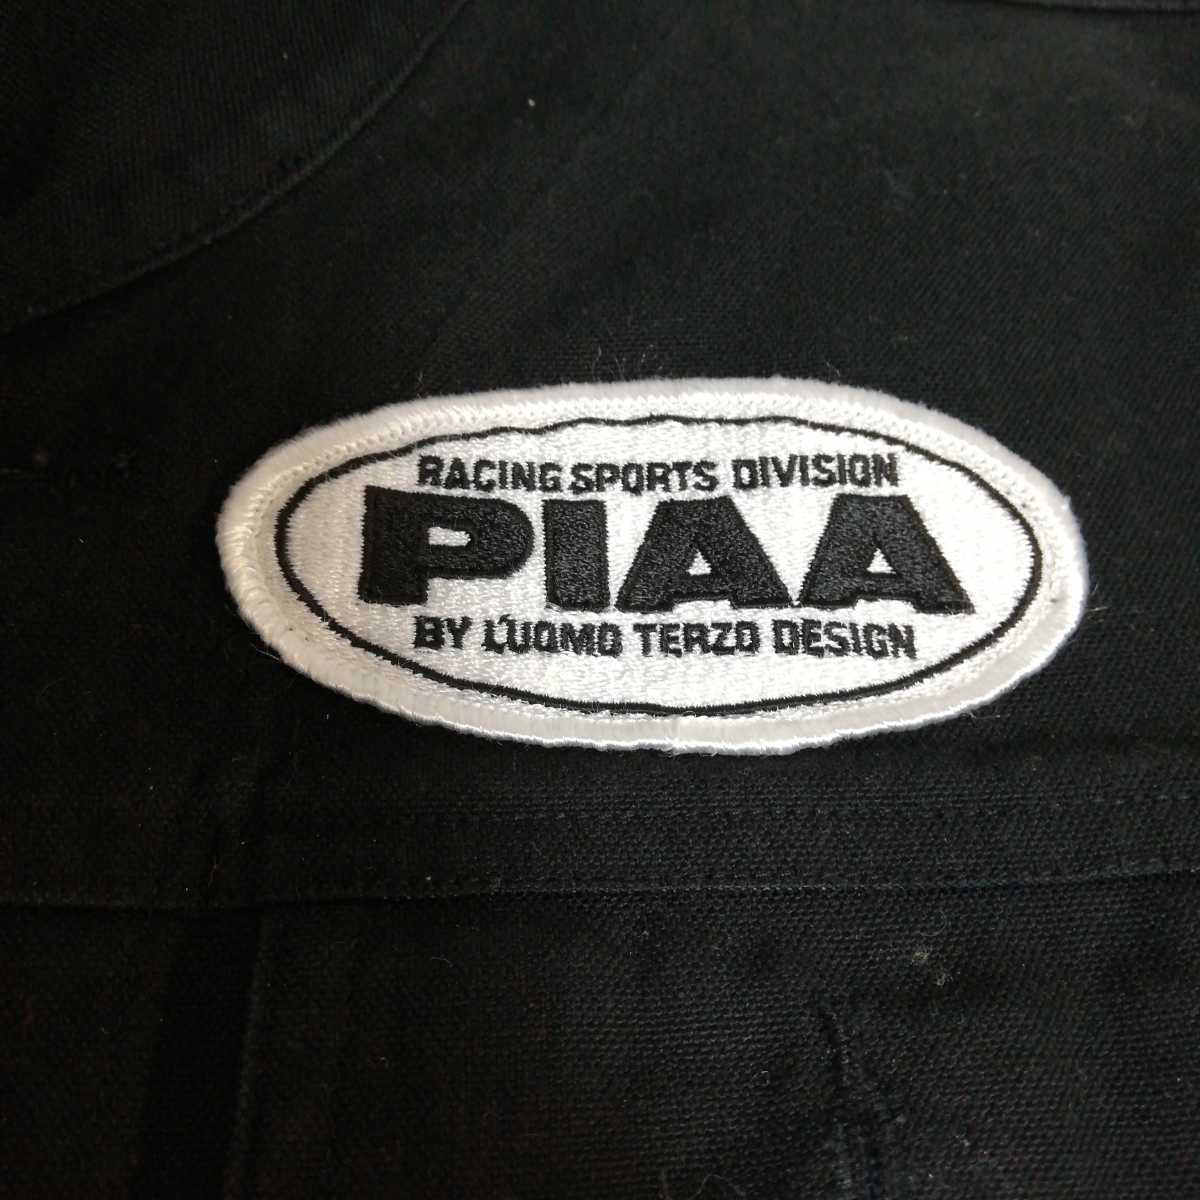 RACING SPORTS DIVISION
PIAA
BY L'UOMO TERZO DESIGN